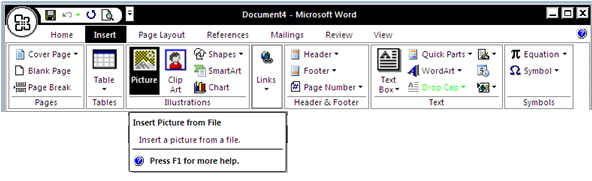 Document4 - Microsoft Word
Home Insert Page Layout References Mailings Review View
Cover Page
Blank Page
Page Break
Pages
Table
Tables
Picture
Clip
Art
Shapes
SmartArt
Chart
Illustrations
Links
Header
Footer
Page Number
Header & Footer
Text
Box
Quick Parts
WordArt
Drop Cap
Text
Equation
Symbol
Symbols
Insert Picture from File
Insert a picture from a file.
Press F1 for more help.